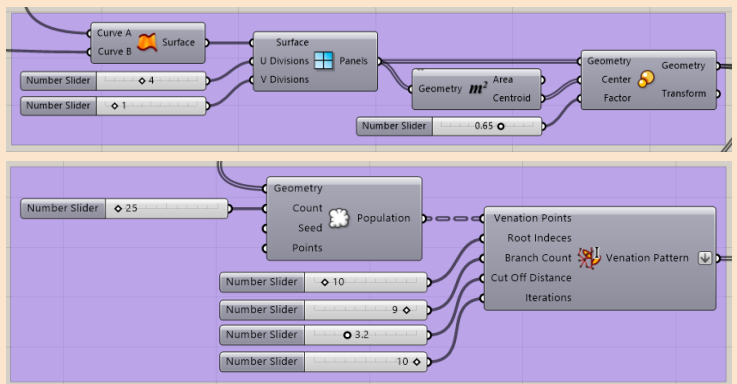 Curve A
Curve B
Surface
Number Slider 4
Number Slider 1
Surface
U Divisions
V Divisions
Panels
Geometry
m²
Area
Centroid
Number Slider 0.65
Geometry
Center
Factor
Geometry
Transform
Number Slider 25
Geometry
Count
Seed
Points
Population
Number Slider 10
Number Slider 9
Number Slider 3.2
Number Slider 10
Venation Points
Root Indeces
Branch Count
Cut Off Distance
Iterations
Venation Pattern